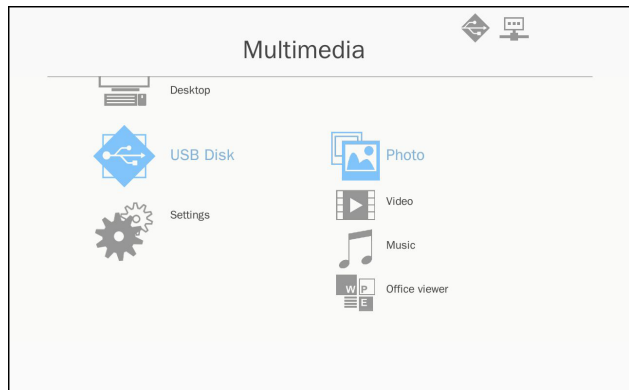 Multimedia
Desktop
USB Disk
Photo
Video
Settings
Music
W P
E
Office viewer